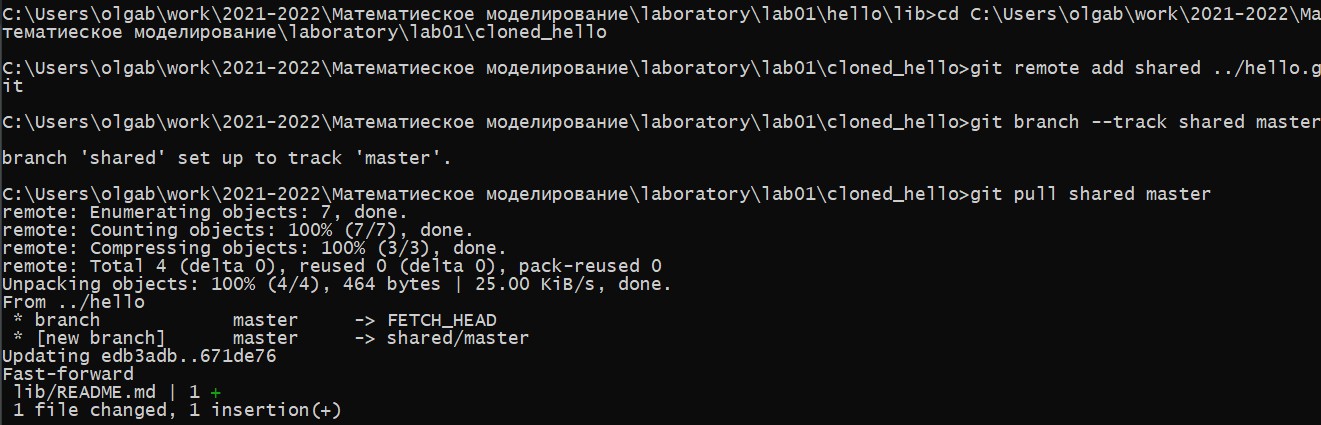 C:\Users\olgab\work\2021-2022\Математиеское моделирование\laboratory\lab01\hello\lib>cd C:\Users\olgab\work\2021-2022\Ма
тематиеское моделирование\laboratory\lab01\cloned_hello
C:\Users\olgab\work\2021-2022\Математиеское моделирование\laboratory\lab01\cloned_hello>git remote add shared ../hello.g
it
C:\Users\olgab\work\2021-2022\Математиеское моделирование\laboratory\lab01\cloned_hello>git branch --track shared master
branch 'shared' set up to track 'master'.
C:\Users\olgab\work\2021-2022\Математиеское моделирование\laboratory\lab01\cloned_hello>git pull shared master
remote: Enumerating objects: 7, done.
remote: Counting objects: 100% (7/7), done.
remote: Compressing objects: 100% (3/3), done.
remote: Total 4 (delta 0), reused 0 (delta 0), pack-reused 0
Unpacking objects: 100% (4/4), 464 bytes | 25.00 KiB/s, done.
From ../hello
 * branch            master     -> FETCH_HEAD
 * [new branch]      master     -> shared/master
Updating edb3adb..671de76
Fast-forward
 lib/README.md | 1 +
 1 file changed, 1 insertion(+)